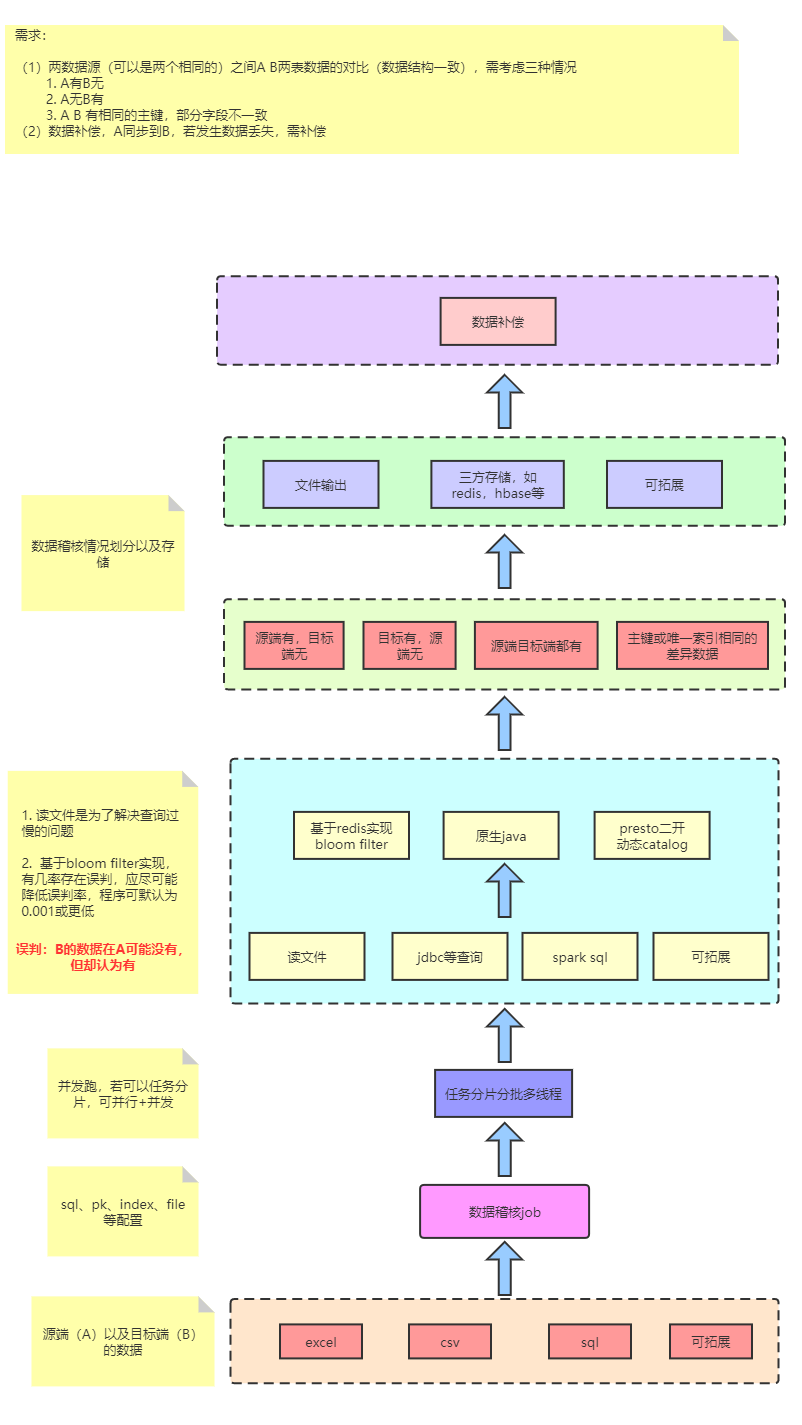 需求：
（1）两数据源（可以是两个相同的）之间A B两表数据的对比（数据结构一致），需考虑三种情况
1. A有B无
2. A无B有
3. A B 有相同的主键，部分字段不一致
（2）数据补偿，A同步到B，若发生数据丢失，需补偿
数据补偿
文件输出
三方存储，如
redis，hbase等
可拓展
数据稽核情况划分以及存
储
源端有，目标
端无
目标有，源
端无
源端目标端都有
主键或唯一索引相同的
差异数据
1. 读文件是为了解决查询过
慢的问题
2. 基于bloom filter实现，
有几率存在误判，应尽可能
降低误判率，程序可默认为
0.001或更低
误判：B的数据在A可能没有，
但却认为有
基于redis实现
bloom filter
原生java
presto二开
动态catalog
读文件
jdbc等查询
spark sql
可拓展
并发跑，若可以任务分
片，可并行+并发
任务分片分批多线程
sql、pk、index、file
等配置
数据稽核job
源端（A）以及目标端（B）
的数据
excel
csv
sql
可拓展